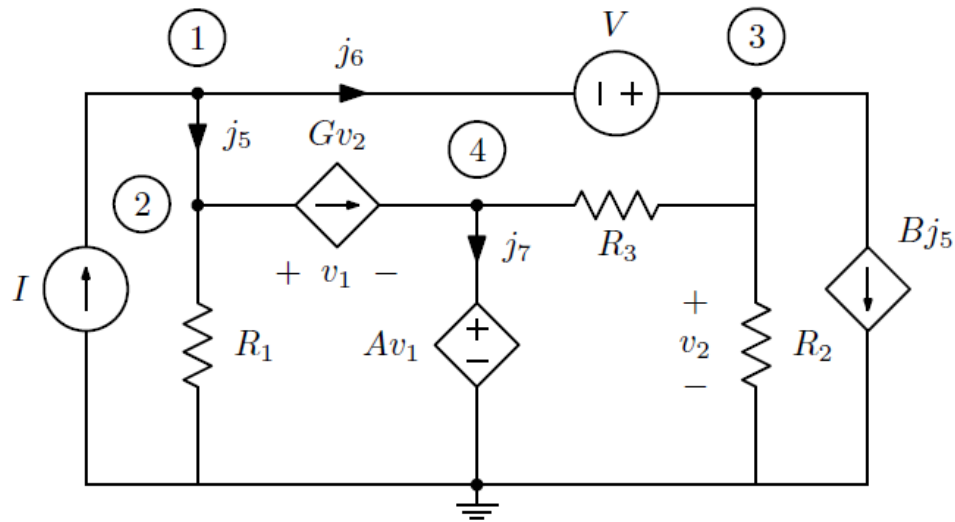 1
V
3
j₆
j₅
Gv₂
4
2
+ v₁ −
j₇
R₃
Bj₅
I
R₁
Av₁
+
−
+
v₂
−
R₂
− +